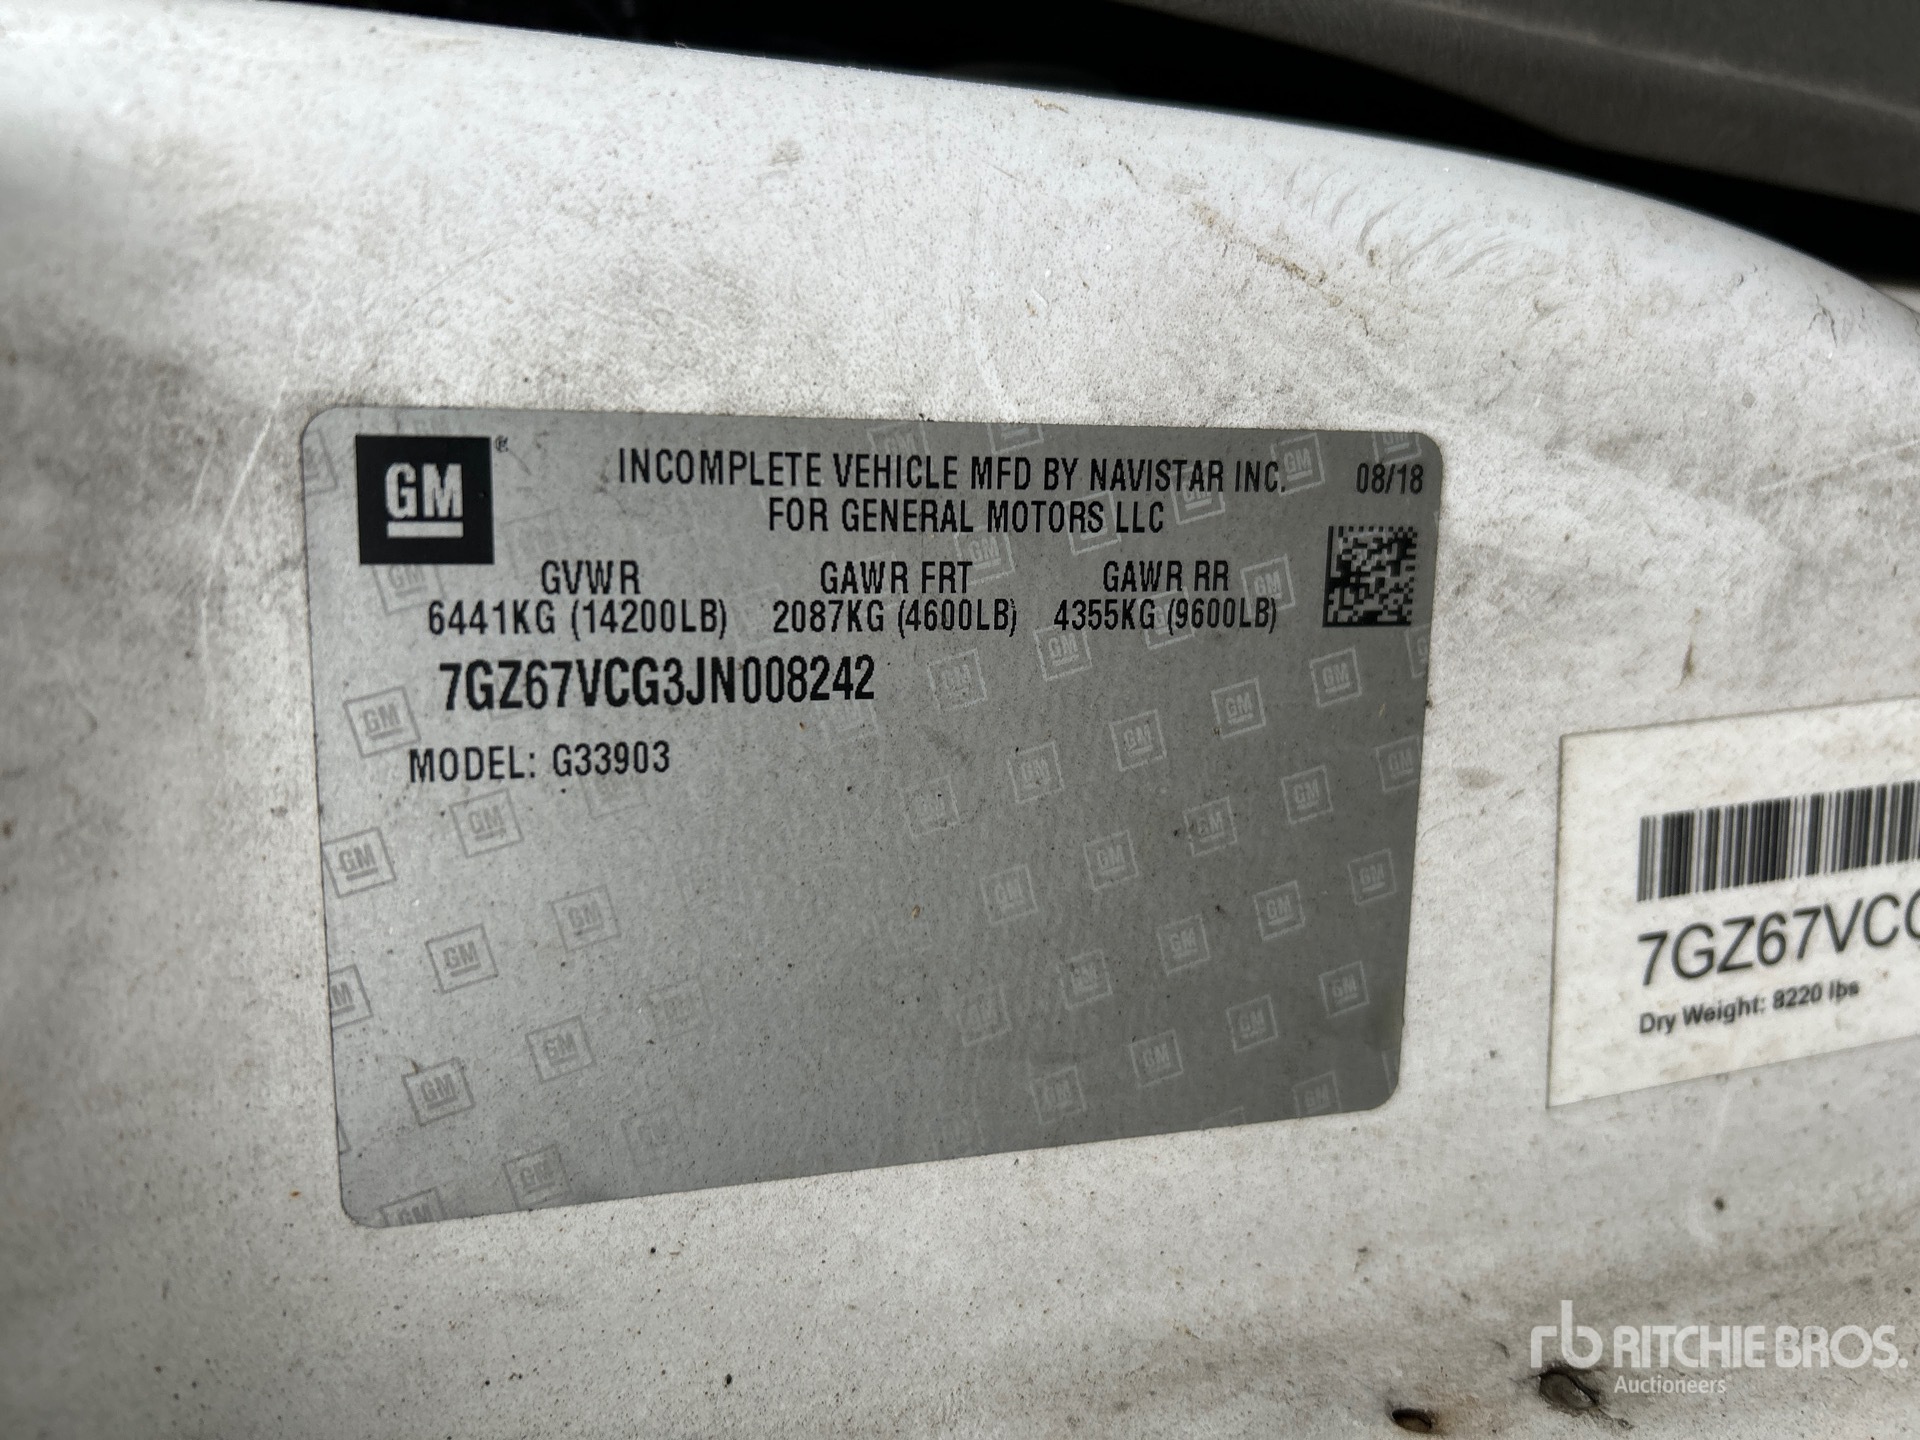 GM ®
INCOMPLETE VEHICLE MFD BY NAVISTAR INC. 08/18
FOR GENERAL MOTORS LLC
GVWR GAWR FRT GAWR RR
6441KG (14200LB) 2087KG (4600LB) 4355KG (9600LB)
7GZ67VCG3JN008242
MODEL: G33903
7GZ67VC
Dry Weight: 8220 lbs
rb RITCHIE BROS.
Auctioneers